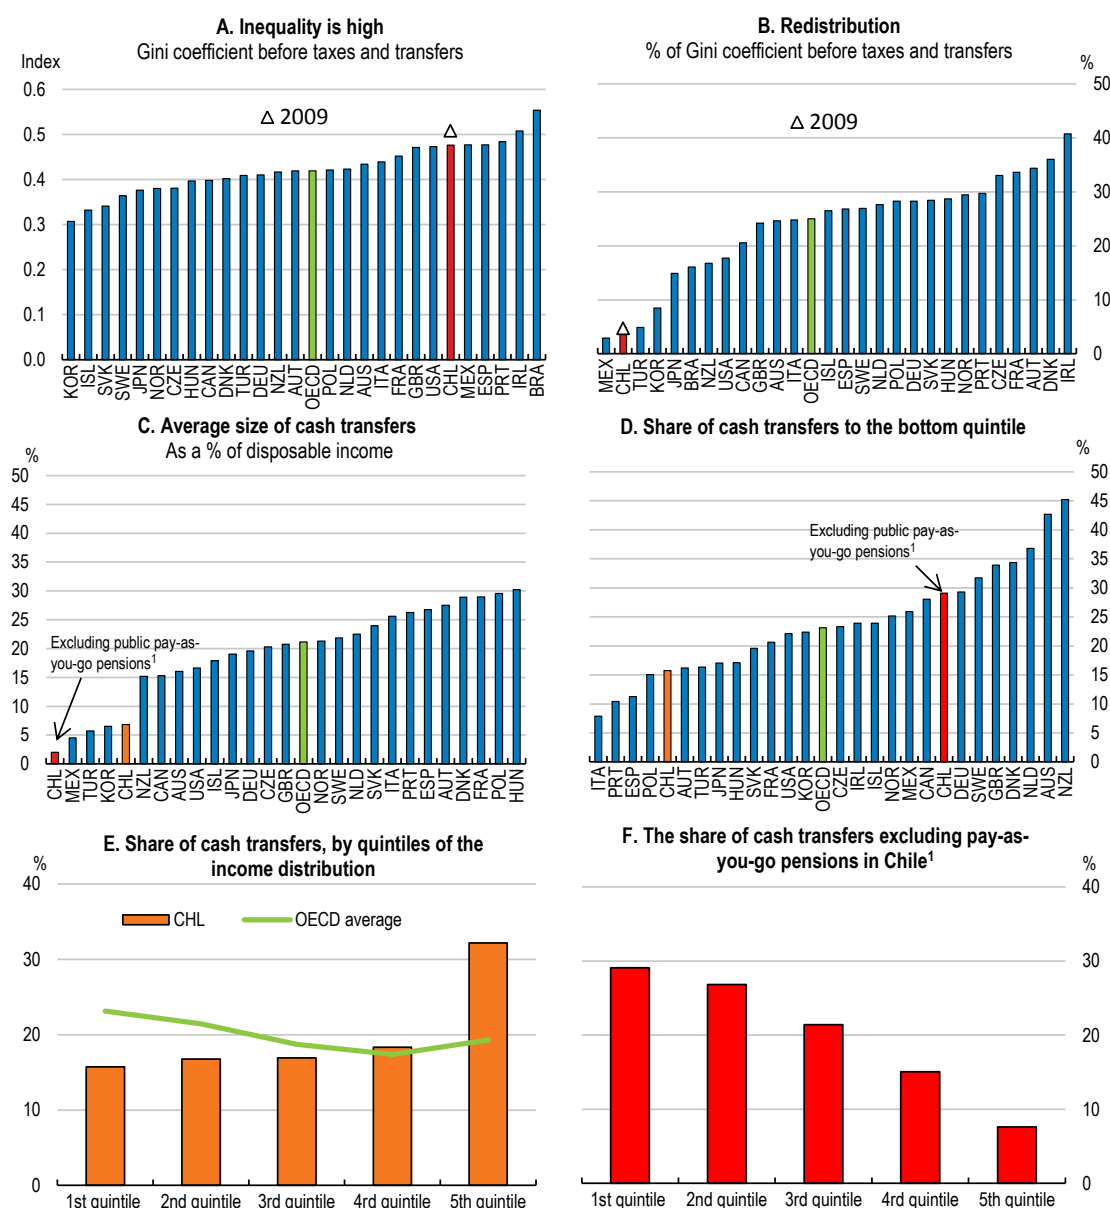 A. Inequality is high
Gini coefficient before taxes and transfers
Index
0.6
0.5
0.4
0.3
0.2
0.1
0.0
△ 2009
KOR ISL SVK SWE JPN NOR CZE HUN CAN DNK TUR DEU NZL AUT OECD POL NLD AUS ITA FRA GBR USA CHL MEX ESP PRT IRL BRA
B. Redistribution
% of Gini coefficient before taxes and transfers
%
50
40
30
20
10
0
△ 2009
MEX CHL TUR KOR JPN BRA NZL USA CAN GBR AUS ITA OECD ISL ESP SWE NLD POL DEU SVK HUN NOR PRT CZE FRA AUT DNK IRL
C. Average size of cash transfers
As a % of disposable income
%
50
45
40
35
30
25
20
15
10
5
0
Excluding public pay-as-
you-go pensions1
CHL MEX TUR KOR CHL NZL CAN AUS USA ISL JPN DEU CZE GBR OECD NOR SWE NLD SVK ITA PRT ESP AUT DNK FRA POL HUN
D. Share of cash transfers to the bottom quintile
%
50
45
40
35
30
25
20
15
10
5
0
Excluding public pay-as-
you-go pensions1
ITA PRT ESP POL CHL AUT TUR JPN HUN SVK FRA USA KOR OECD CZE IRL ISL NOR MEX CAN CHL DEU SWE GBR DNK NLD AUS NZL
E. Share of cash transfers, by quintiles of the
income distribution
%
40
30
20
10
0
CHL
OECD average
1st quintile 2nd quintile 3rd quintile 4rd quintile 5th quintile
F. The share of cash transfers excluding pay-as-
you-go pensions in Chile1
%
40
30
20
10
0
1st quintile 2nd quintile 3rd quintile 4rd quintile 5th quintile